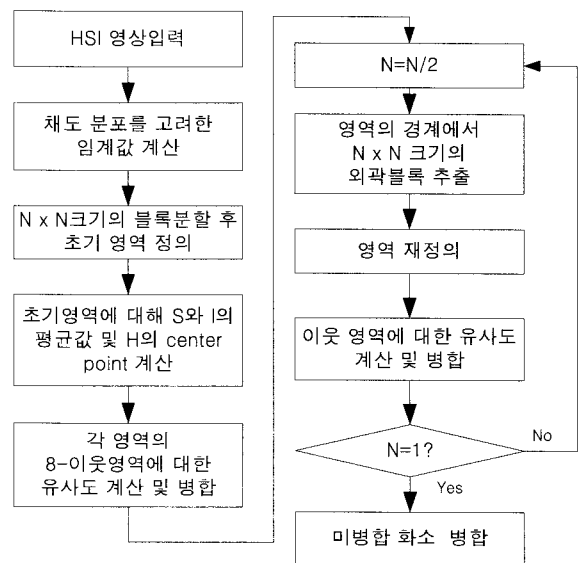 HSI 영상입력
채도 분포를 고려한
임계값 계산
N x N크기의 블록분할 후
초기 영역 정의
초기영역에 대해 S와 I의
평균값 및 H의 center
point 계산
각 영역의
8-이웃영역에 대한
유사도 계산 및 병합
N=N/2
영역의 경계에서
N x N 크기의
외곽블록 추출
영역 재정의
이웃 영역에 대한 유사도
계산 및 병합
N=1?
No
Yes
미병합 화소 병합